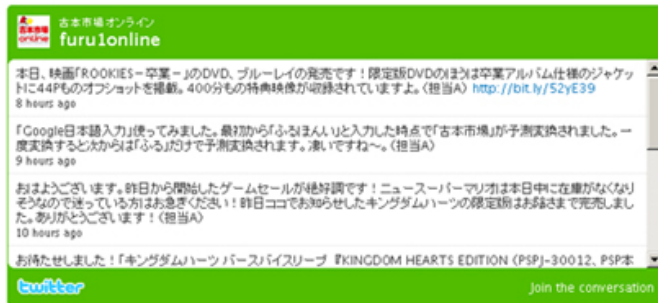 古本市場オンライン
furu1online
本日、映画「ROOKIES－卒業－」のDVD、ブルーレイの発売です！限定版DVDのほうは卒業アルバム仕様のジャケッ
トに44Pものオフショットを掲載。400分もの特典映像が収録されていますよ。（担当A） http://bit.ly/52yE39
8 hours ago
「Google日本語入力」使ってみました。最初から「ふるほんい」と入力した時点で「古本市場」が予測変換されました。一
度変換すると次からは「ふる」だけで予測変換されます。凄いですね～。（担当A）
9 hours ago
おはようございます。昨日から開始したゲームセールが絶好調です！ニュースーパーマリオは本日中に在庫がなくなり
そうなので迷っている方はお急ぎください！昨日ココでお知らせしたキングダムハーツの限定版はお陰さまで完売しまし
た。ありがとうございます！（担当A）
10 hours ago
お待たせしました！「キングダムハーツ バースバイスリープ 『KINGDOM HEARTS EDITION （PSPJ-30012、PSP本
twitter
Join the conversation